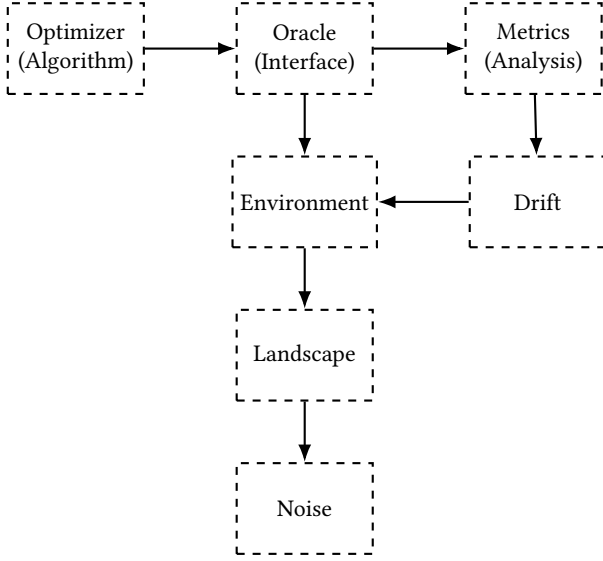 Optimizer
(Algorithm)
Oracle
(Interface)
Metrics
(Analysis)
Environment
Drift
Landscape
Noise